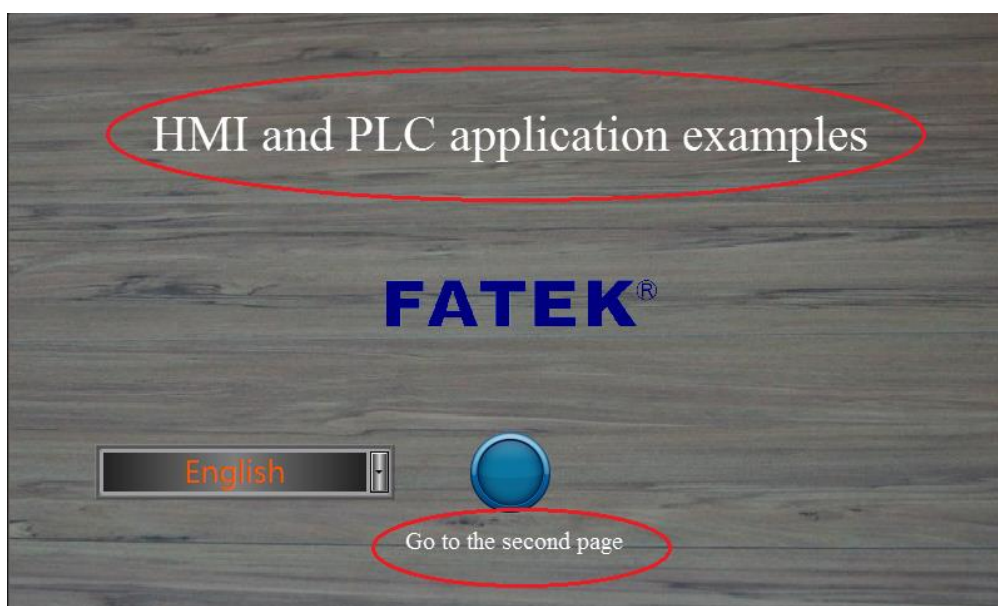 HMI and PLC application examples
FATEK®
English
Go to the second page